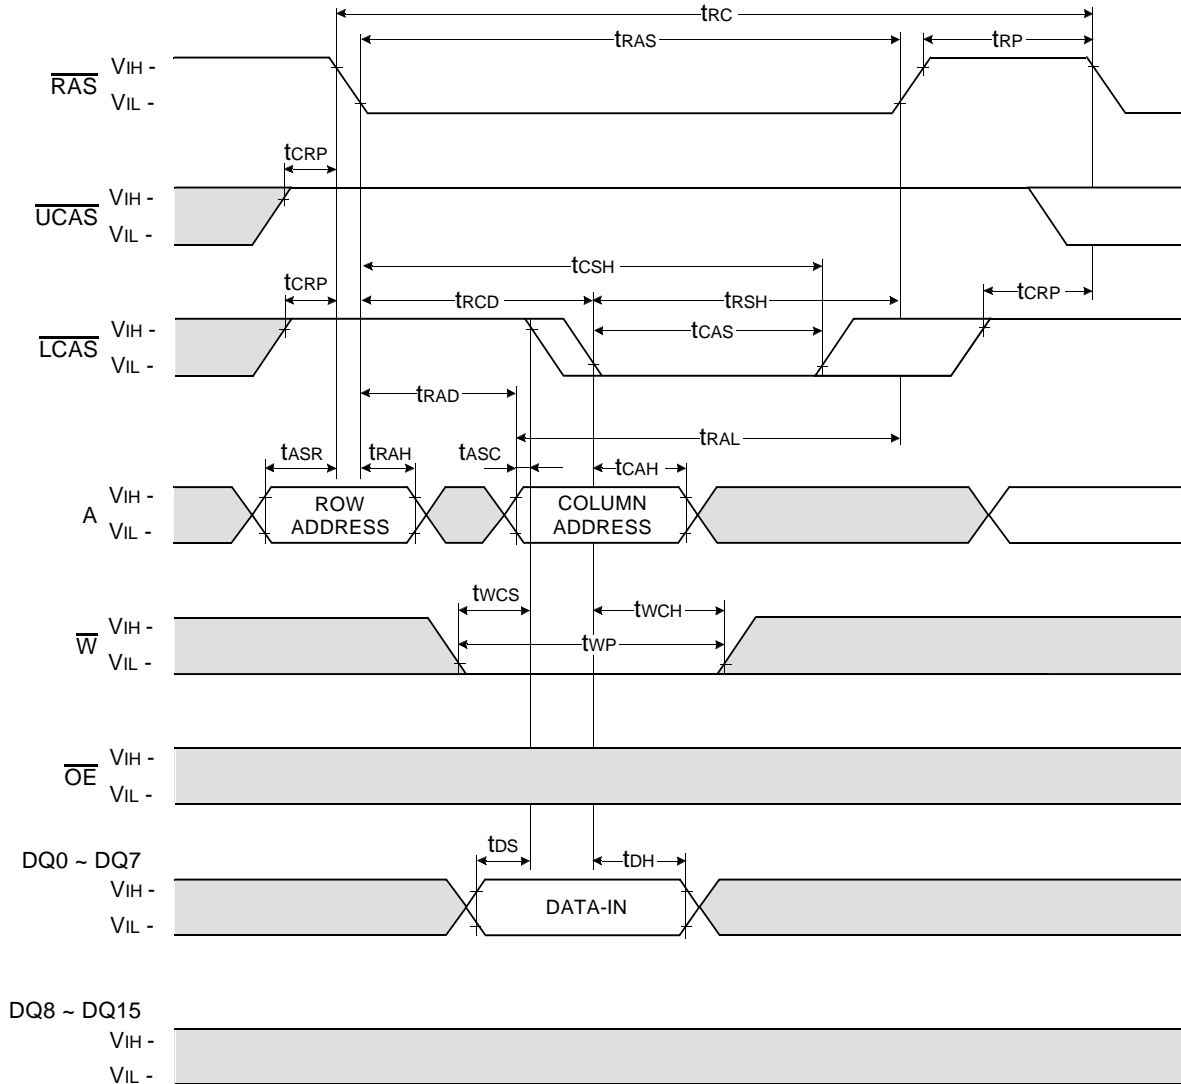 tRC
tRAS
tRP
RAS
VIH -
VIL -
tCRP
UCAS
VIH -
VIL -
tCSH
tCRP
tRCD
tRSH
tCRP
LCAS
VIH -
VIL -
tCAS
tRAD
tRAL
tASR
tRAH
tASC
tCAH
A
VIH -
VIL -
ROW
ADDRESS
COLUMN
ADDRESS
tWCS
tWCH
W
VIH -
VIL -
tWP
OE
VIH -
VIL -
tDS
tDH
DQ0 ~ DQ7
VIH -
VIL -
DATA-IN
DQ8 ~ DQ15
VIH -
VIL -